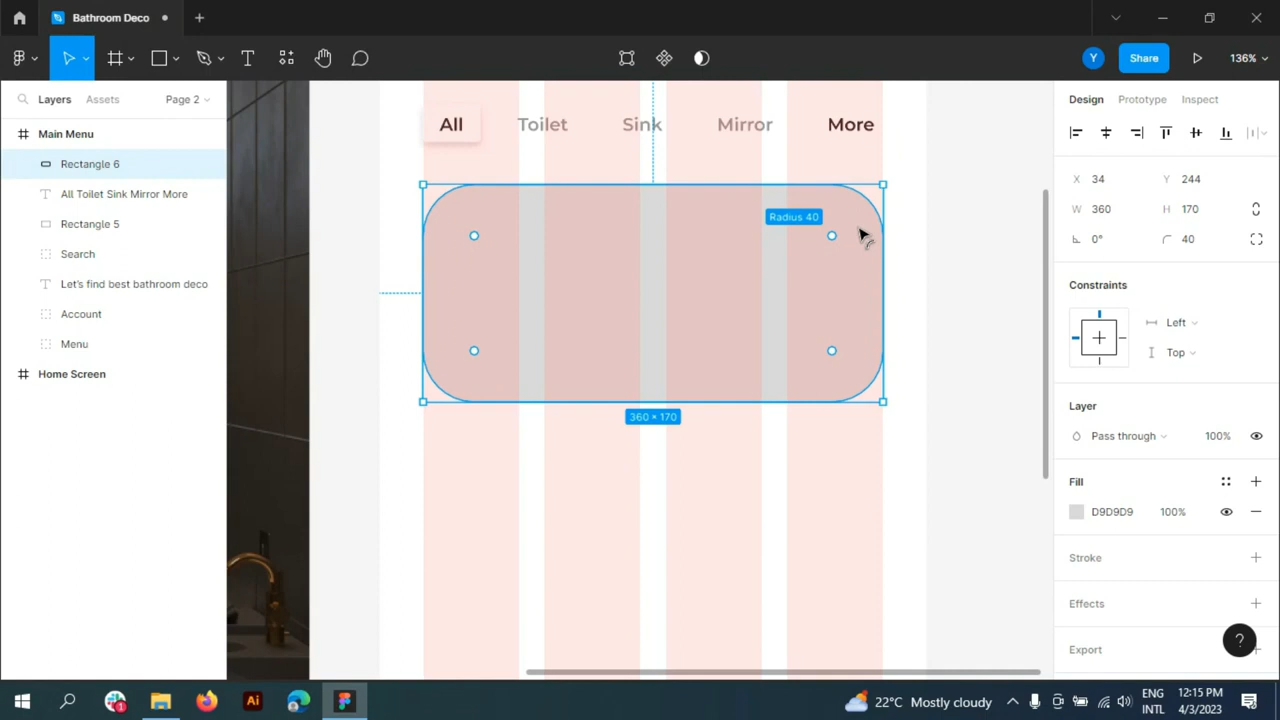 Bathroom Deco
Y
Share
136%
Layers
Assets
Page 2
Main Menu
Rectangle 6
All Toilet Sink Mirror More
Rectangle 5
Search
Let's find best bathroom deco
Account
Menu
Home Screen
All
Toilet
Sink
Mirror
More
Radius 40
360 × 170
Design
Prototype
Inspect
X 34
Y 244
W 360
H 170
0°
40
Constraints
Left
Top
Layer
Pass through
100%
Fill
D9D9D9
100%
Stroke
Effects
Export
?
Ai
1
22°C Mostly cloudy
ENG
INTL
12:15 PM
4/3/2023